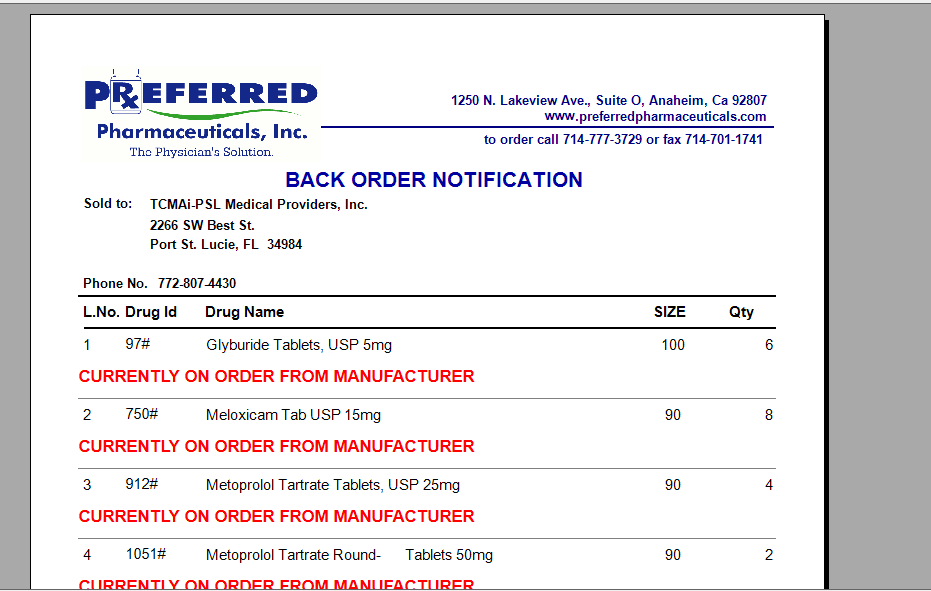 PREFERRED
Pharmaceuticals, Inc.
The Physician's Solution.
1250 N. Lakeview Ave., Suite O, Anaheim, Ca 92807
www.preferredpharmaceuticals.com
to order call 714-777-3729 or fax 714-701-1741
BACK ORDER NOTIFICATION
Sold to: TCMAi-PSL Medical Providers, Inc.
2266 SW Best St.
Port St. Lucie, FL 34984
Phone No. 772-807-4430
L.No. Drug Id Drug Name SIZE Qty
1 97# Glyburide Tablets, USP 5mg 100 6
CURRENTLY ON ORDER FROM MANUFACTURER
2 750# Meloxicam Tab USP 15mg 90 8
CURRENTLY ON ORDER FROM MANUFACTURER
3 912# Metoprolol Tartrate Tablets, USP 25mg 90 4
CURRENTLY ON ORDER FROM MANUFACTURER
4 1051# Metoprolol Tartrate Round- Tablets 50mg 90 2
CURRENTLY ON ORDER FROM MANUFACTURER